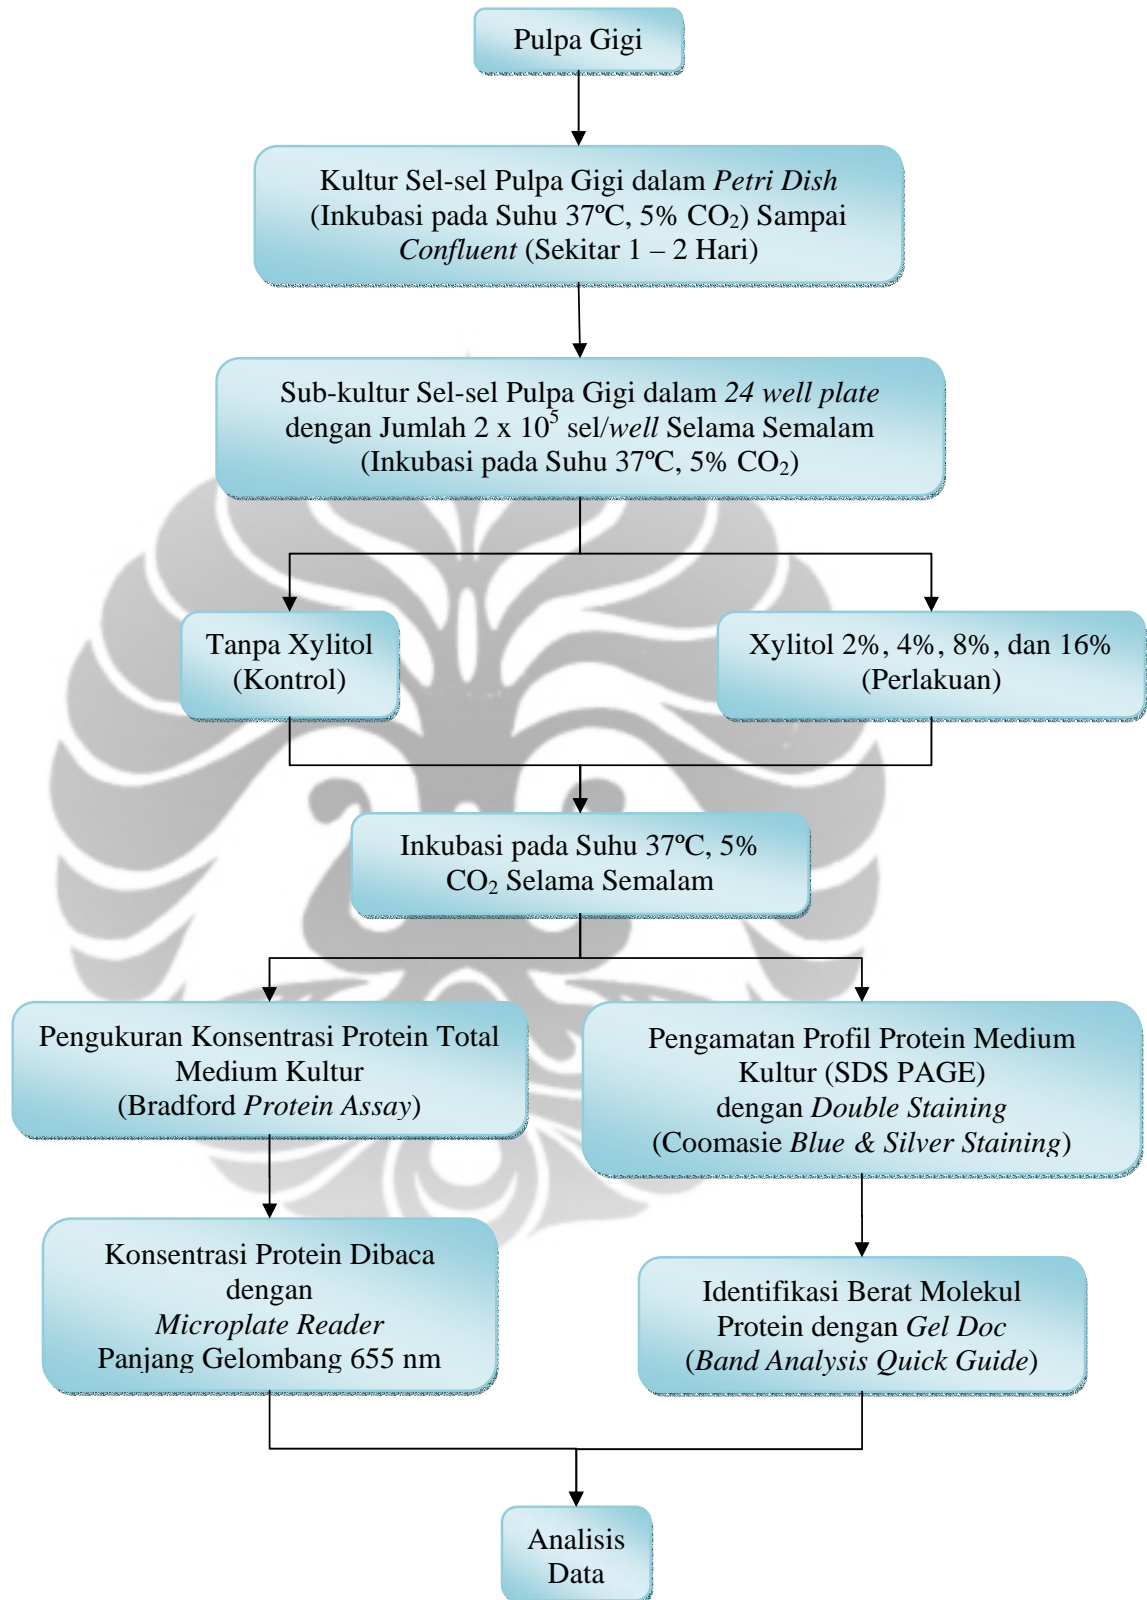 Pulpa Gigi
Kultur Sel-sel Pulpa Gigi dalam Petri Dish
(Inkubasi pada Suhu 37ºC, 5% CO₂) Sampai
Confluent (Sekitar 1 – 2 Hari)
Sub-kultur Sel-sel Pulpa Gigi dalam 24 well plate
dengan Jumlah 2 x 10⁵ sel/well Selama Semalam
(Inkubasi pada Suhu 37ºC, 5% CO₂)
Tanpa Xylitol
(Kontrol)
Xylitol 2%, 4%, 8%, dan 16%
(Perlakuan)
Inkubasi pada Suhu 37ºC, 5%
CO₂ Selama Semalam
Pengukuran Konsentrasi Protein Total
Medium Kultur
(Bradford Protein Assay)
Pengamatan Profil Protein Medium
Kultur (SDS PAGE)
dengan Double Staining
(Coomasie Blue & Silver Staining)
Konsentrasi Protein Dibaca
dengan
Microplate Reader
Panjang Gelombang 655 nm
Identifikasi Berat Molekul
Protein dengan Gel Doc
(Band Analysis Quick Guide)
Analisis
Data